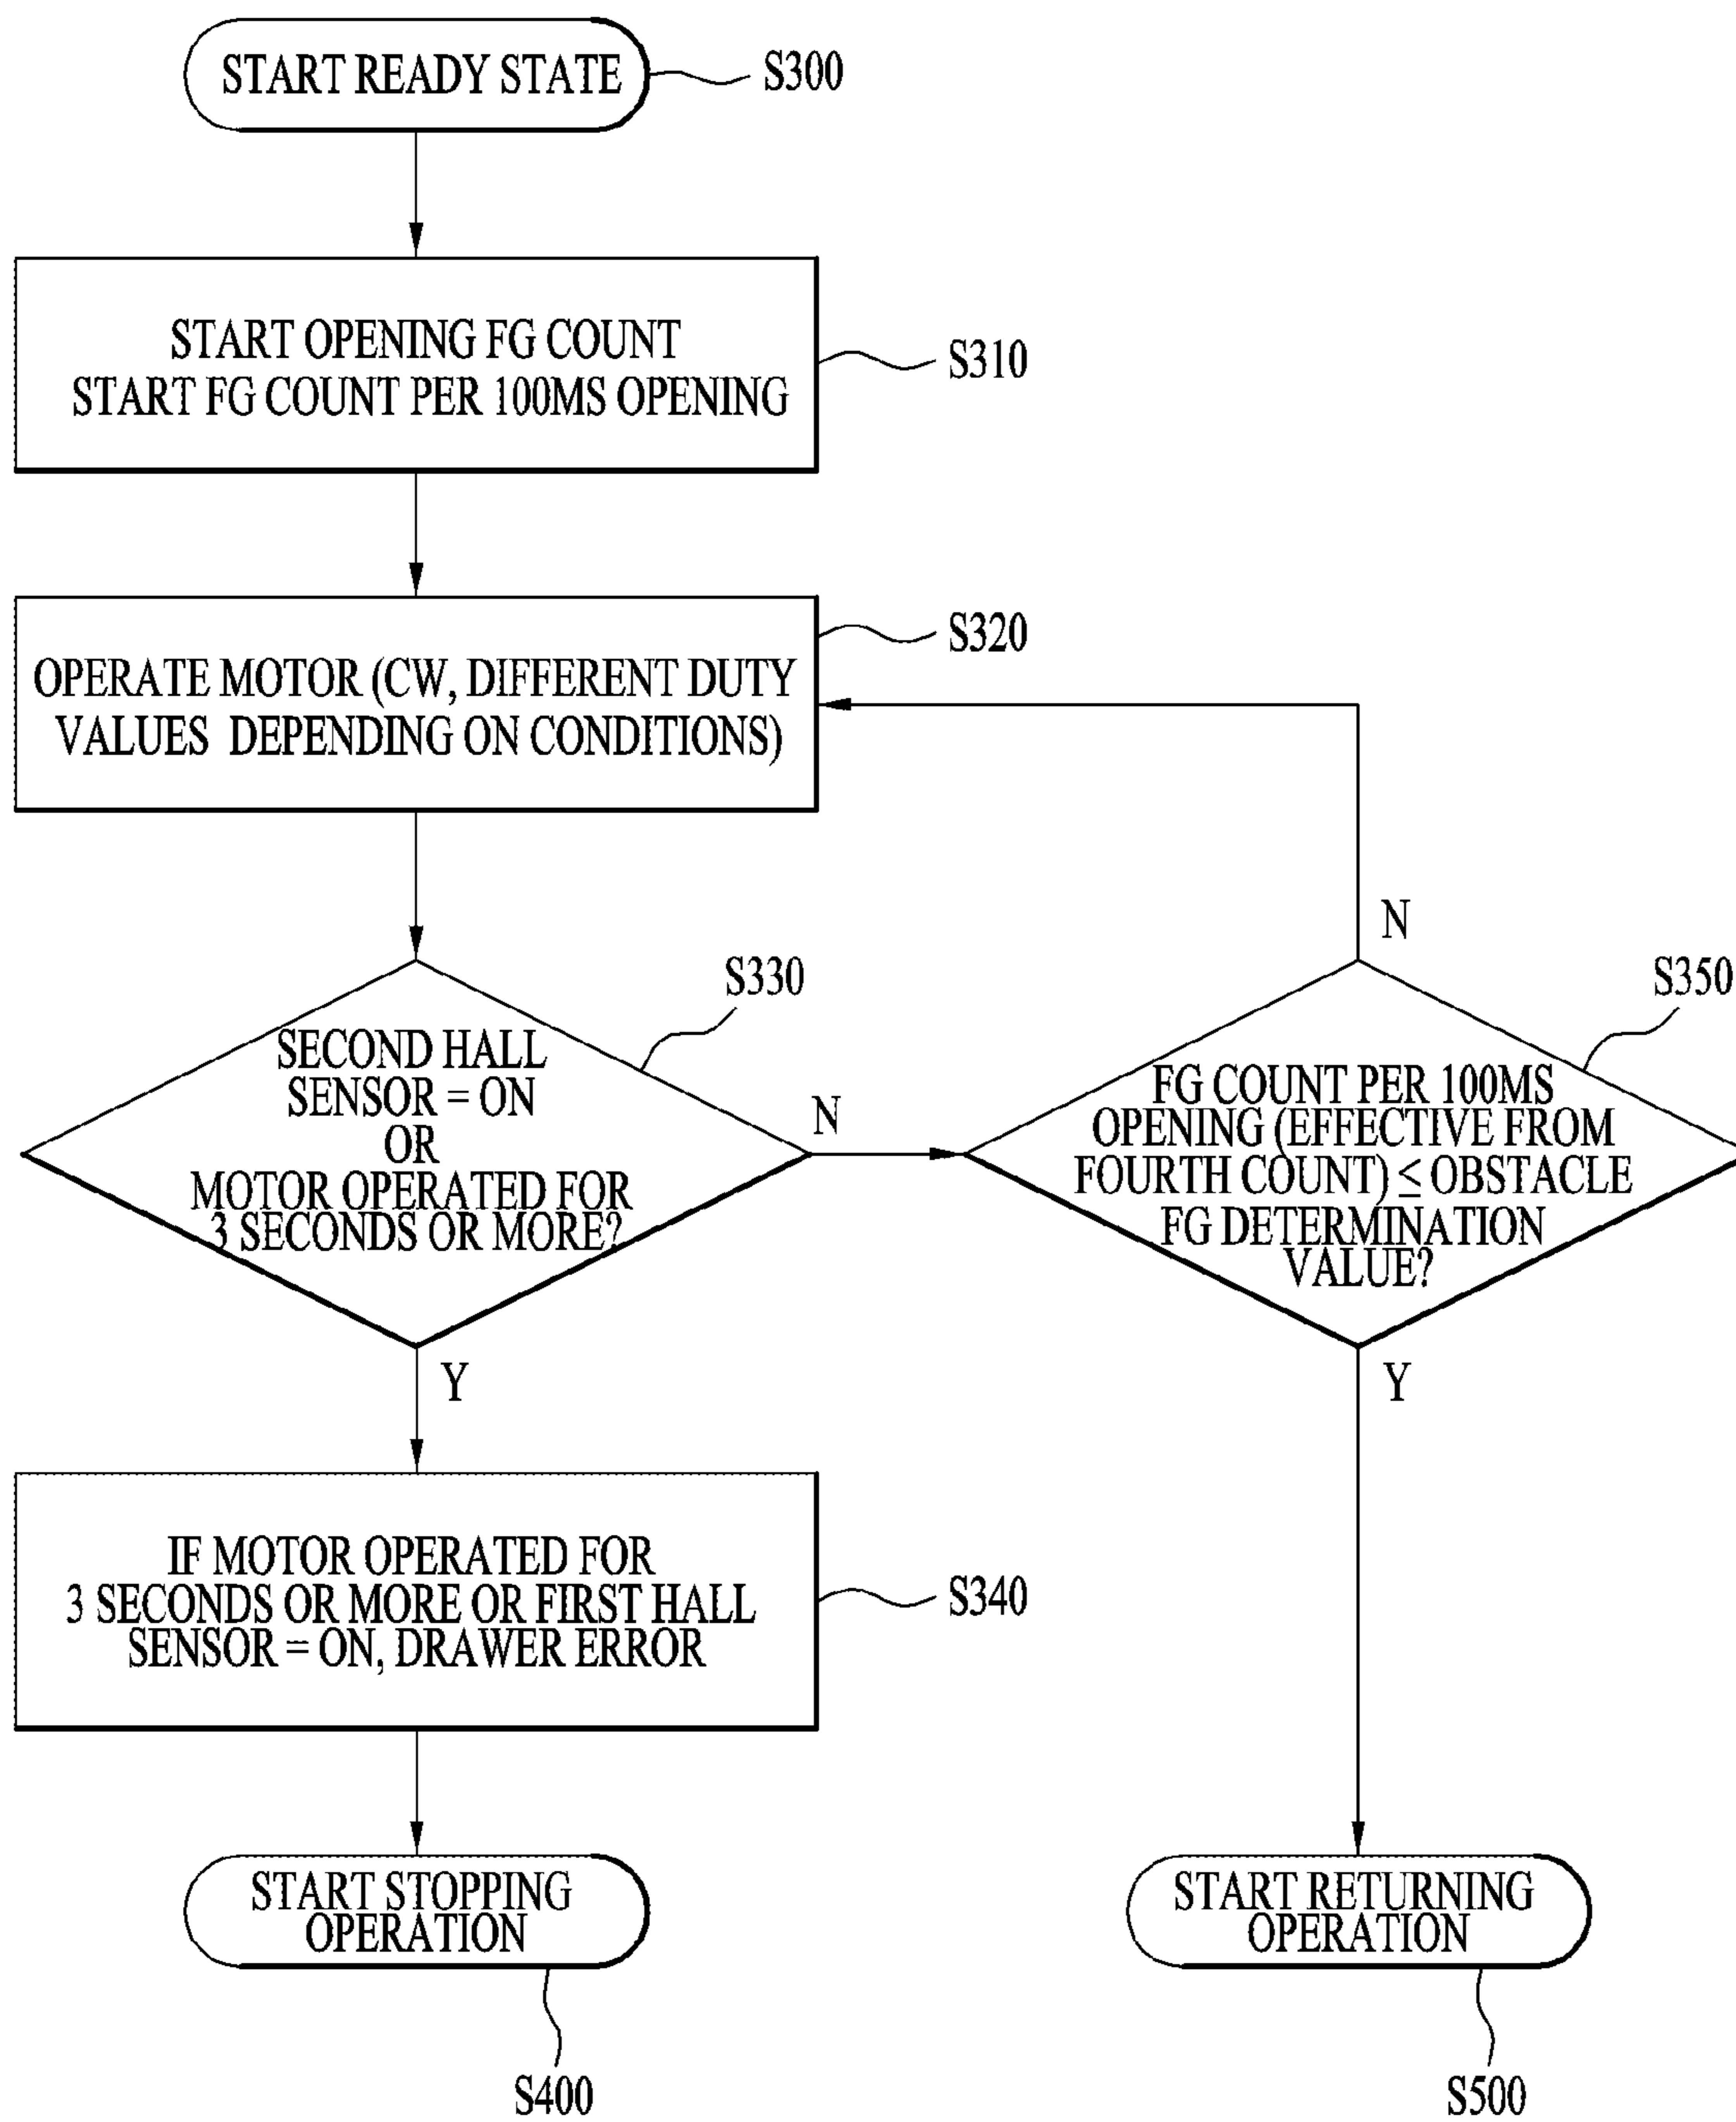 START READY STATE
S300
START OPENING FG COUNT
START FG COUNT PER 100MS OPENING
S310
OPERATE MOTOR (CW, DIFFERENT DUTY
VALUES DEPENDING ON CONDITIONS)
S320
SECOND HALL
SENSOR = ON
OR
MOTOR OPERATED FOR
3 SECONDS OR MORE?
S330
N
Y
FG COUNT PER 100MS
OPENING (EFFECTIVE FROM
FOURTH COUNT) ≤ OBSTACLE
FG DETERMINATION
VALUE?
S350
N
Y
IF MOTOR OPERATED FOR
3 SECONDS OR MORE OR FIRST HALL
SENSOR = ON, DRAWER ERROR
S340
START STOPPING
OPERATION
S400
START RETURNING
OPERATION
S500